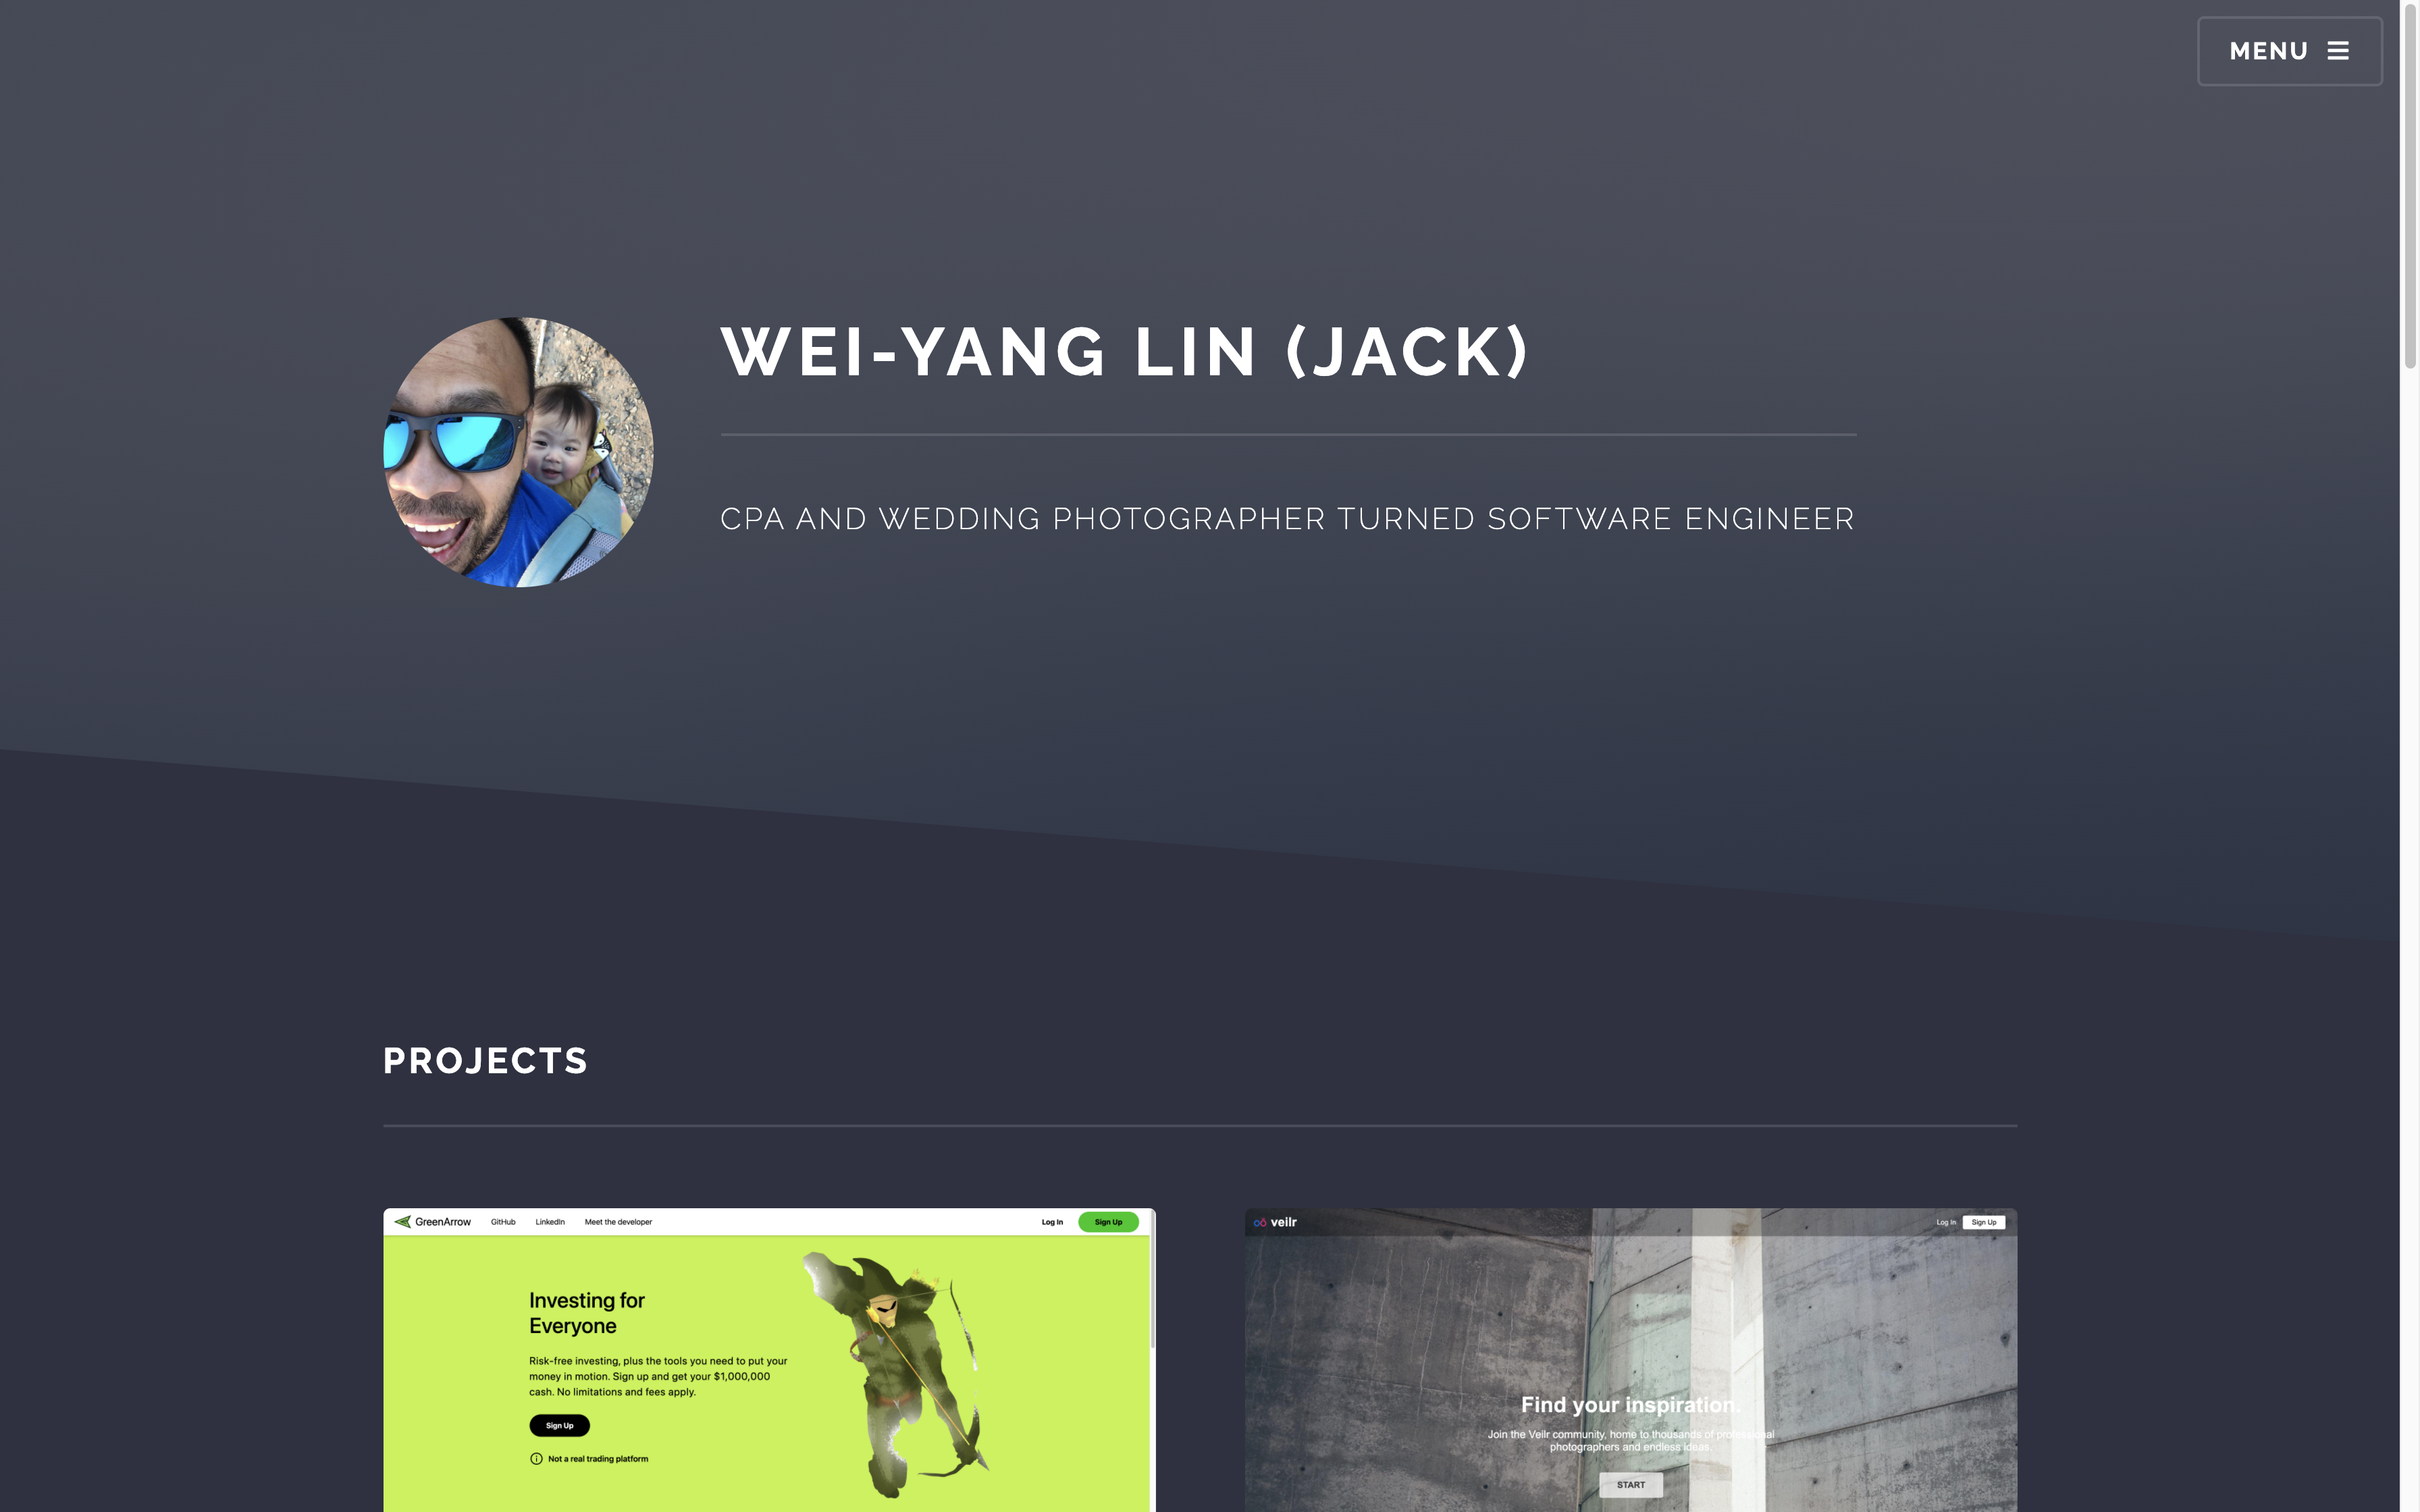 MENU
WEI-YANG LIN (JACK)
CPA AND WEDDING PHOTOGRAPHER TURNED SOFTWARE ENGINEER
PROJECTS
GreenArrow GitHub LinkedIn Meet the developer Log In Sign Up
Investing for
Everyone
Risk-free investing, plus the tools you need to put your
money in motion. Sign up and get your $1,000,000
cash. No limitations and fees apply.
Sign Up
Not a real trading platform
veilr Log In Sign Up
Find your inspiration.
Join the Veilr community, home to thousands of professional
photographers and endless ideas.
START